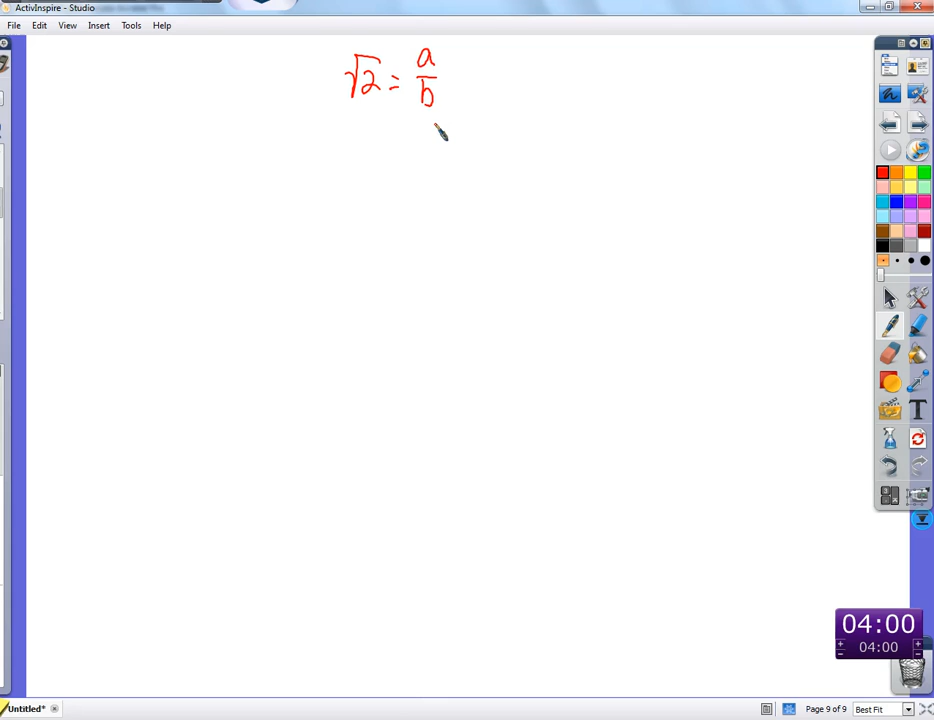 ActivInspire - Studio
File Edit View Insert Tools Help
√2 = a/b
T
04:00
04:00
Untitled*
Page 9 of 9
Best Fit